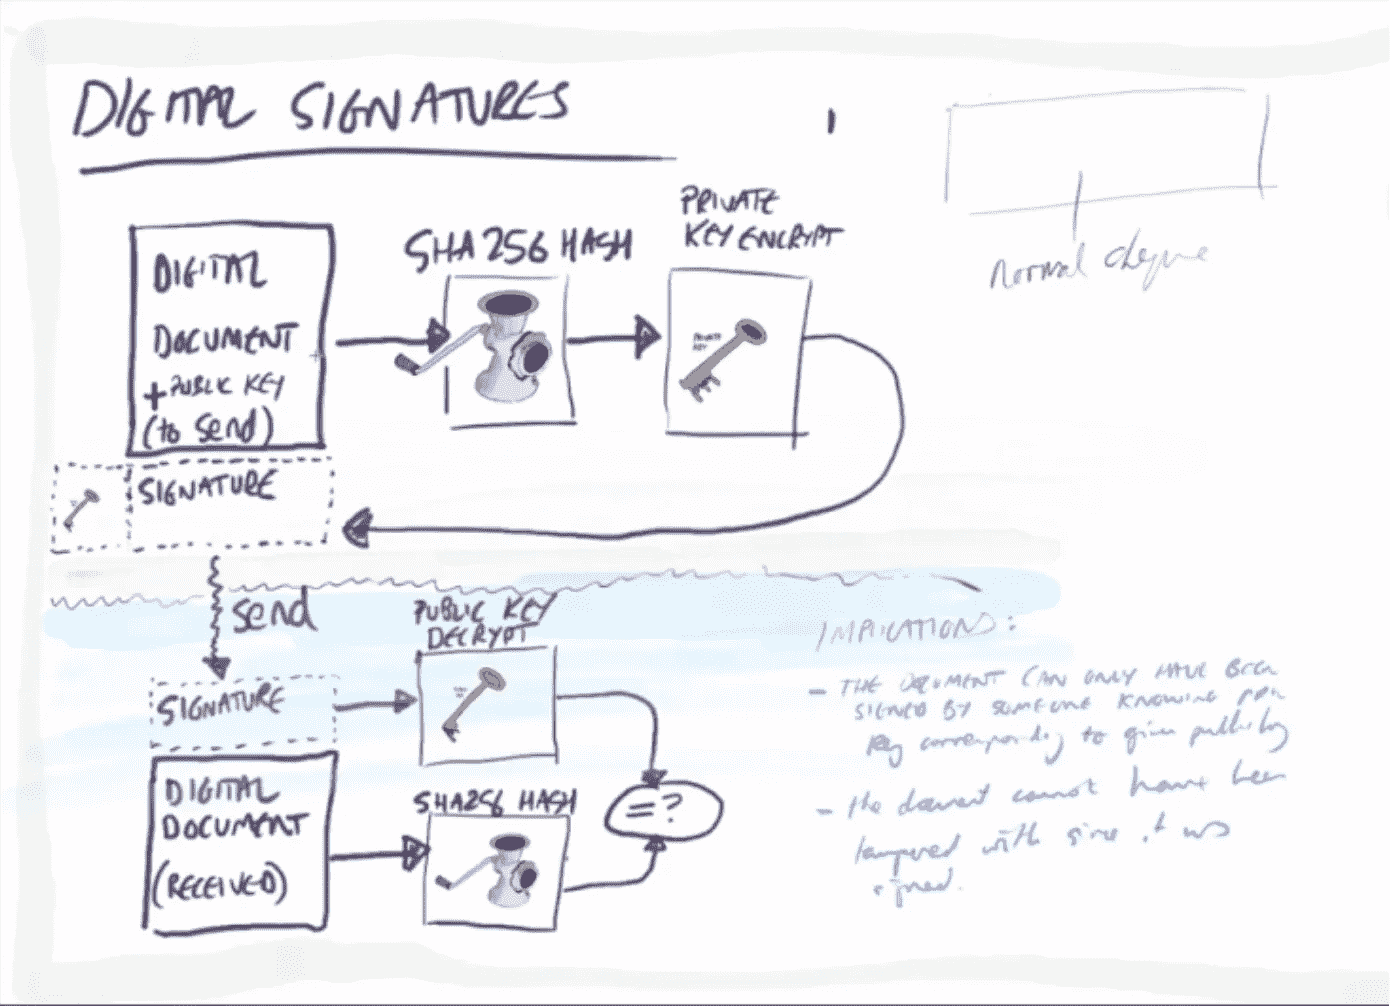 DIGITAL SIGNATURES
PRIVATE
KEY ENCRYPT
SHA 256 HASH
DIGITAL
DOCUMENT
+ PUBLIC KEY
(to send)
PRIVATE
KEY
normal cheque
SIGNATURE
send
PUBLIC KEY
DECRYPT
SIGNATURE
DIGITAL
DOCUMENT
(RECEIVED)
SHA256 HASH
= ?
IMPLICATIONS:
- THE DOCUMENT CAN ONLY HAVE BEEN
SIGNED BY SOMEONE KNOWING
key corresponding to given public key
- the document cannot have been
tampered with since it was
signed.